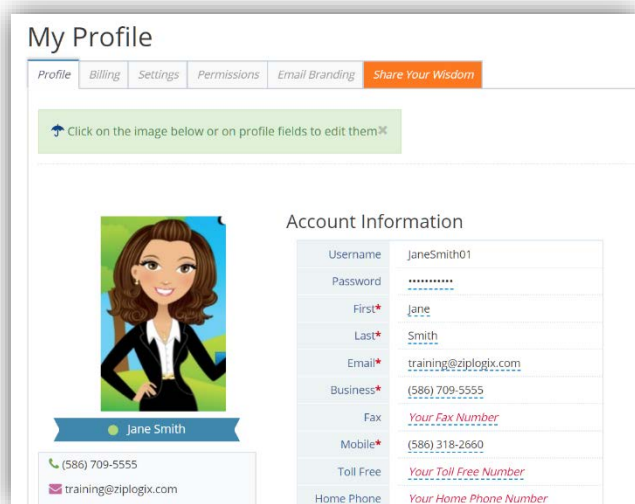 My Profile
Profile Billing Settings Permissions Email Branding Share Your Wisdom
Click on the image below or on profile fields to edit them×
Account Information
Username JaneSmith01
Password •••••••••••
First* Jane
Last* Smith
Email* training@ziplogix.com
Business* (586) 709-5555
Fax Your Fax Number
Mobile* (586) 318-2660
Toll Free Your Toll Free Number
Home Phone Your Home Phone Number
Jane Smith
(586) 709-5555
training@ziplogix.com